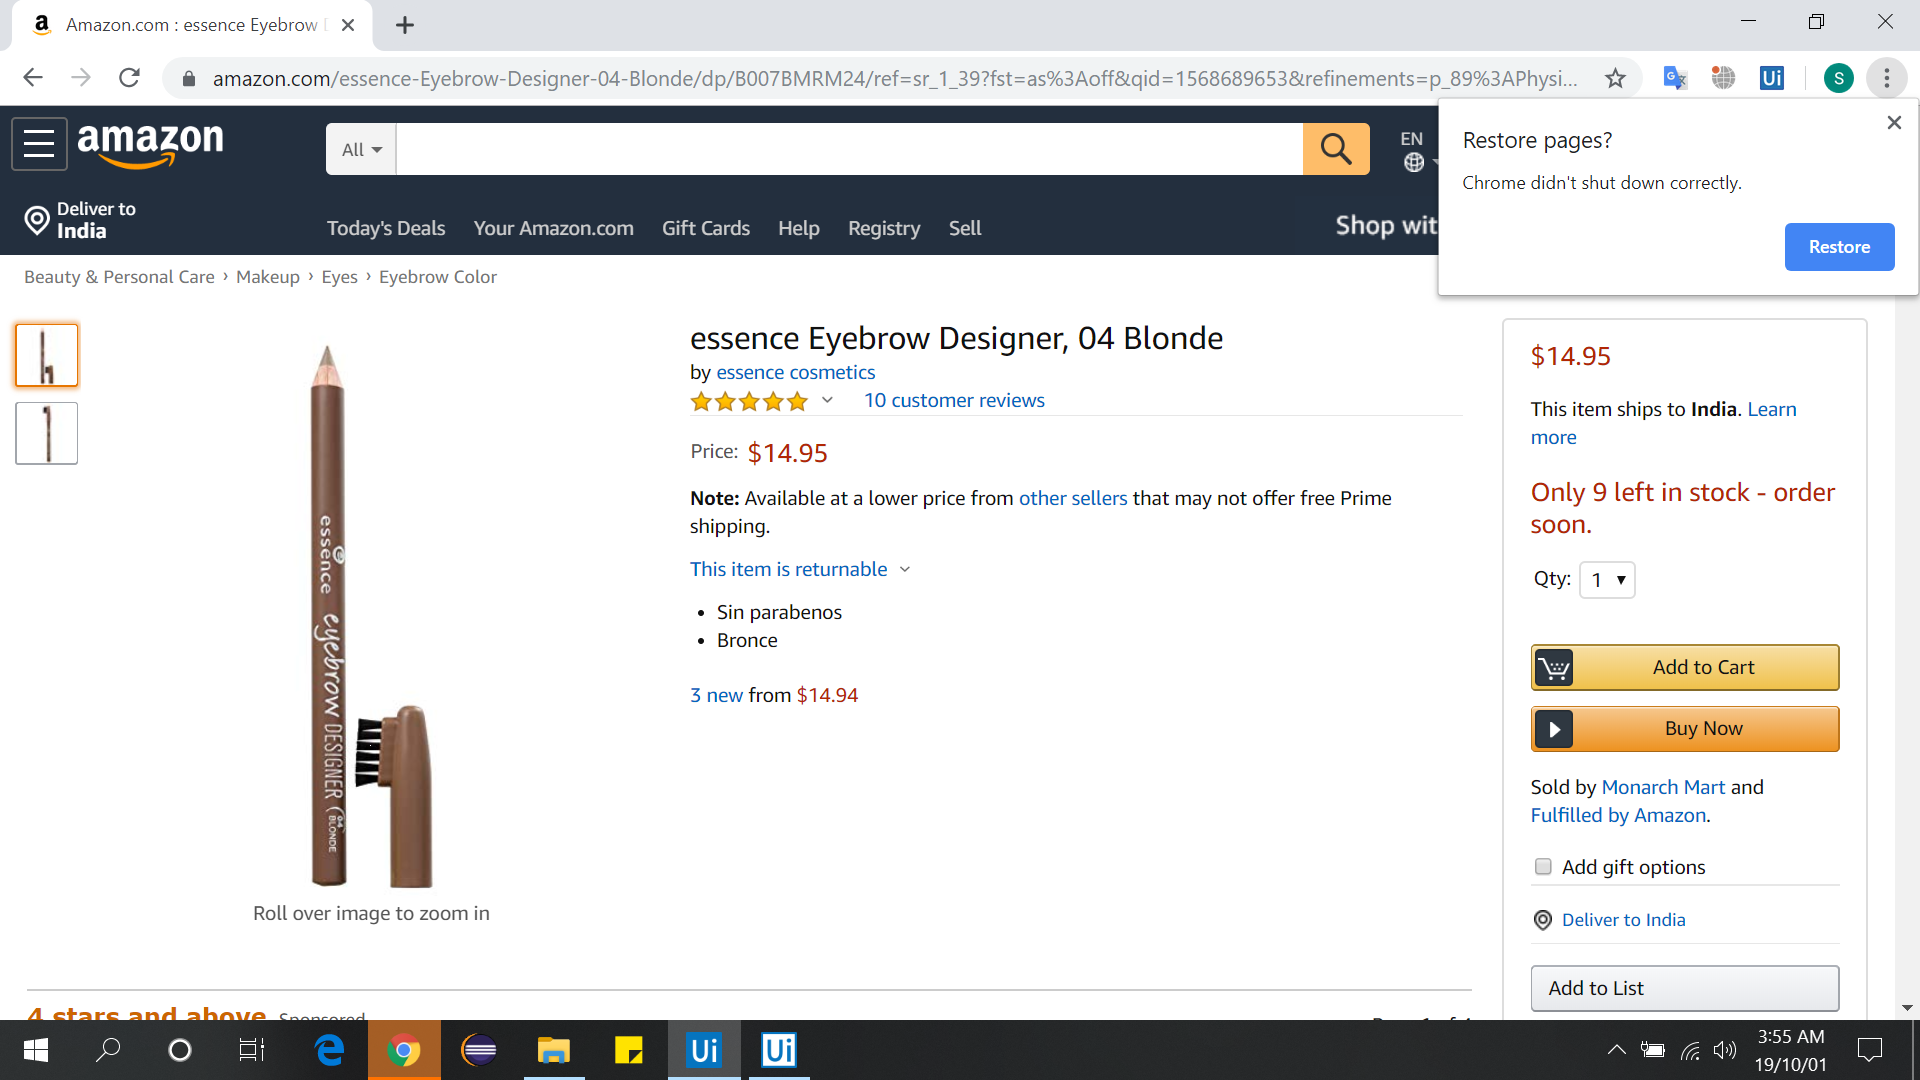 Amazon.com : essence Eyebrow
amazon.com/essence-Eyebrow-Designer-04-Blonde/dp/B007BMRM24/ref=sr_1_39?fst=as%3Aoff&qid=1568689653&refinements=p_89%3APhysi...
Ui
S
amazon
All
EN
Restore pages?
Chrome didn't shut down correctly.
Restore
Deliver to
India
Today's Deals
Your Amazon.com
Gift Cards
Help
Registry
Sell
Shop wit
Beauty & Personal Care › Makeup › Eyes › Eyebrow Color
essence
eyebrow DESIGNER
04
BLONDE
Roll over image to zoom in
essence Eyebrow Designer, 04 Blonde
by essence cosmetics
10 customer reviews
Price: $14.95
Note: Available at a lower price from other sellers that may not offer free Prime
shipping.
This item is returnable
• Sin parabenos
• Bronce
3 new from $14.94
$14.95
This item ships to India. Learn
more
Only 9 left in stock - order
soon.
Qty: 1
Add to Cart
Buy Now
Sold by Monarch Mart and
Fulfilled by Amazon.
Add gift options
Deliver to India
Add to List
4 stars and above Sponsored
Ui
Ui
3:55 AM
19/10/01